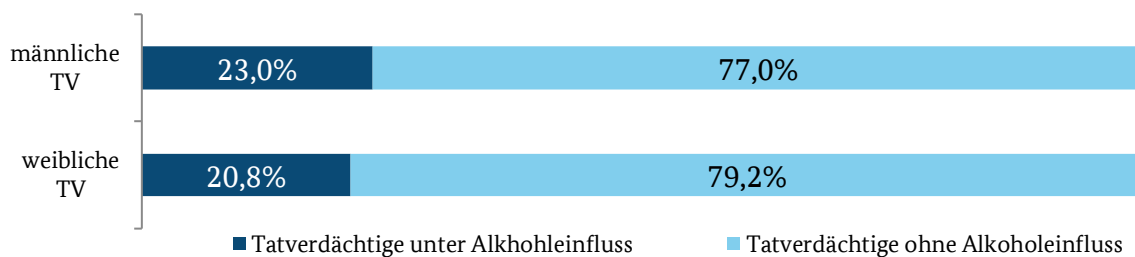 männliche
TV
23,0%
77,0%
weibliche
TV
20,8%
79,2%
Tatverdächtige unter Alkhohleinfluss
Tatverdächtige ohne Alkoholeinfluss